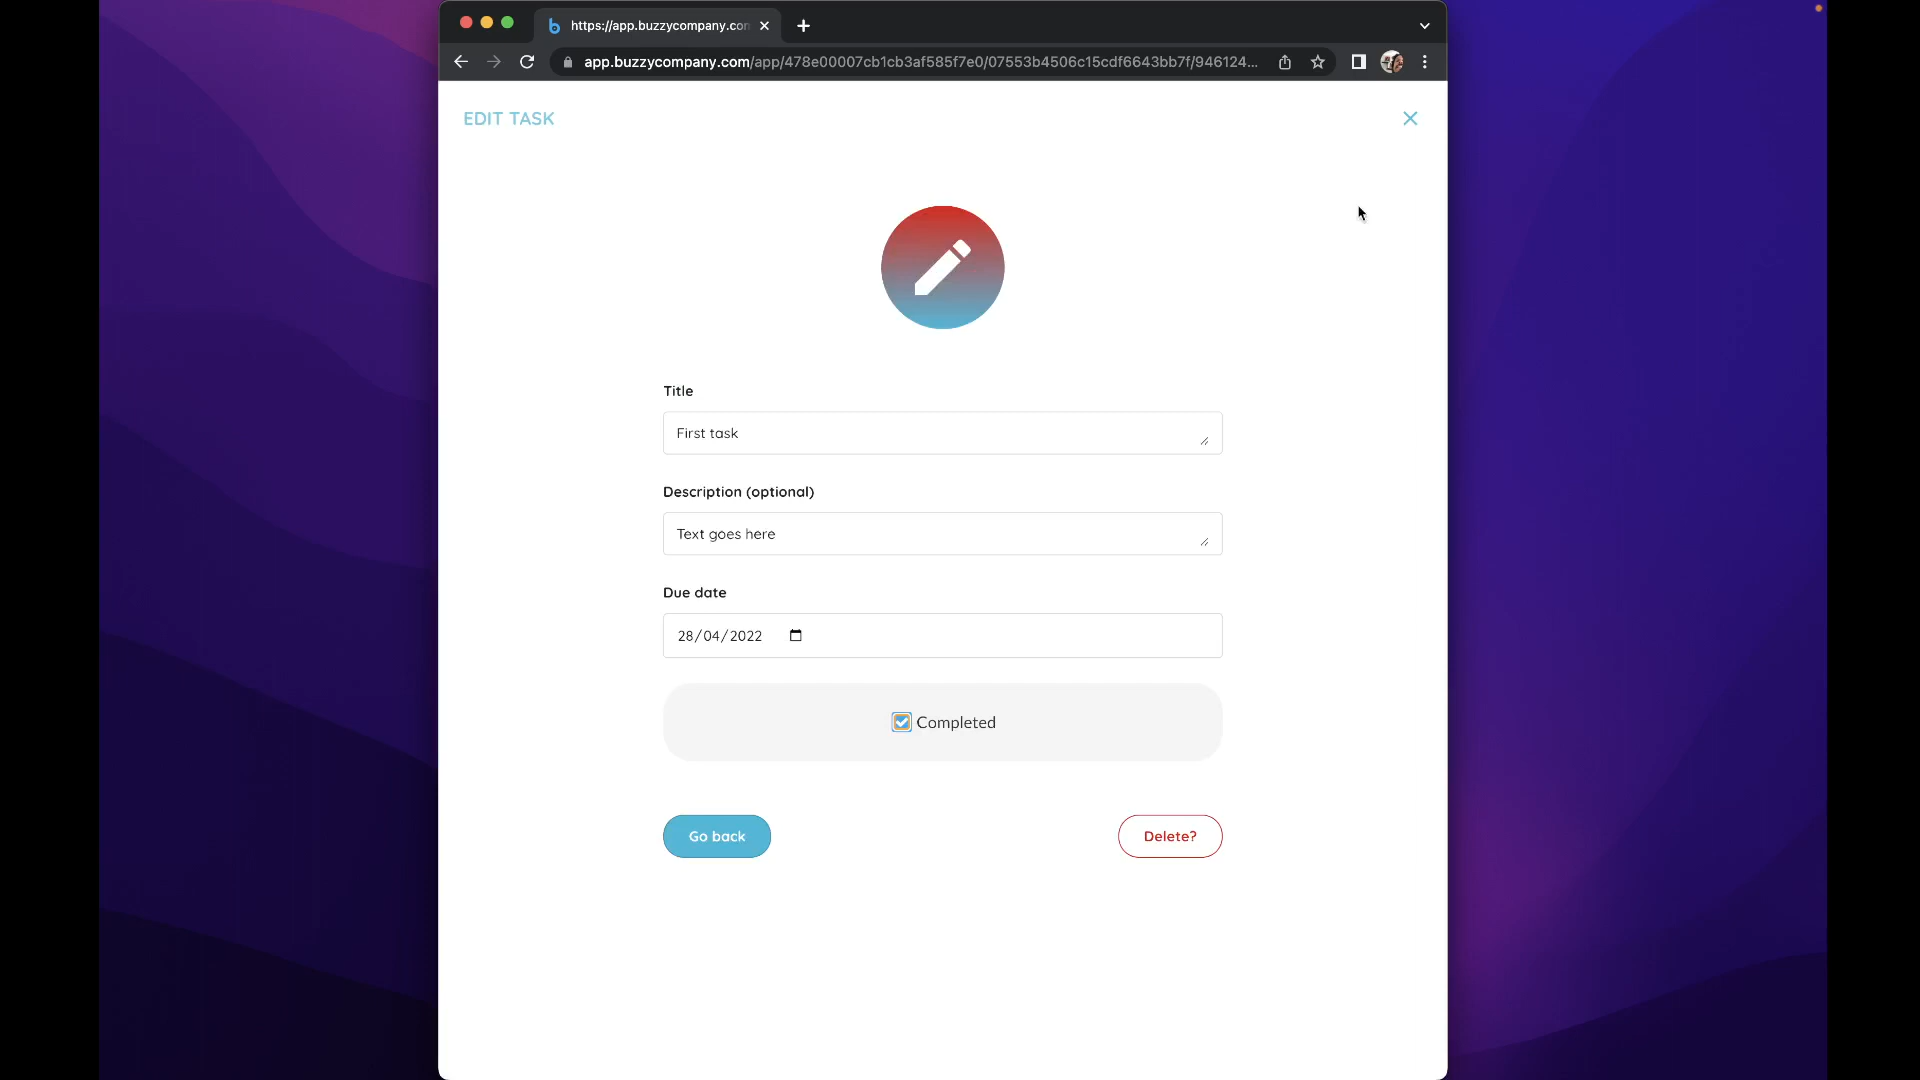 https://app.buzzycompany.con
app.buzzycompany.com/app/478e00007cb1cb3af585f7e0/07553b4506c15cdf6643bb7f/946124...
EDIT TASK
Title
First task
Description (optional)
Text goes here
Due date
28/04/2022
Completed
Go back
Delete?